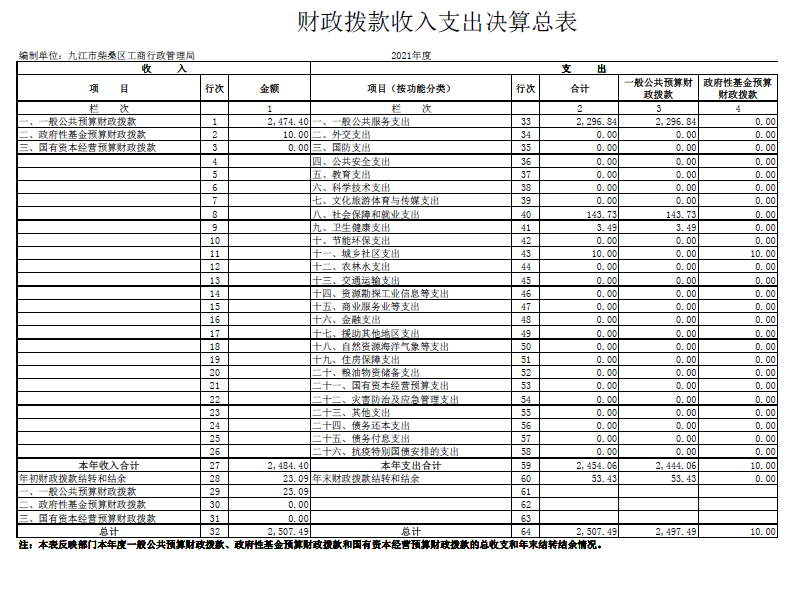 财政拨款收入支出决算总表
编制单位：九江市柴桑区工商行政管理局 2021年度
收 入 支 出
项 目 行次 金额 项目（按功能分类） 行次 合计 一般公共预算财政拨款 政府性基金预算财政拨款
栏 次 1 栏 次 2 3 4
一、一般公共预算财政拨款 1 2,474.40 一、一般公共服务支出 33 2,296.84 2,296.84 0.00
二、政府性基金预算财政拨款 2 10.00 二、外交支出 34 0.00 0.00 0.00
三、国有资本经营预算财政拨款 3 0.00 三、国防支出 35 0.00 0.00 0.00
4 四、公共安全支出 36 0.00 0.00 0.00
5 五、教育支出 37 0.00 0.00 0.00
6 六、科学技术支出 38 0.00 0.00 0.00
7 七、文化旅游体育与传媒支出 39 0.00 0.00 0.00
8 八、社会保障和就业支出 40 143.73 143.73 0.00
9 九、卫生健康支出 41 3.49 3.49 0.00
10 十、节能环保支出 42 0.00 0.00 0.00
11 十一、城乡社区支出 43 10.00 0.00 10.00
12 十二、农林水支出 44 0.00 0.00 0.00
13 十三、交通运输支出 45 0.00 0.00 0.00
14 十四、资源勘探工业信息等支出 46 0.00 0.00 0.00
15 十五、商业服务业等支出 47 0.00 0.00 0.00
16 十六、金融支出 48 0.00 0.00 0.00
17 十七、援助其他地区支出 49 0.00 0.00 0.00
18 十八、自然资源海洋气象等支出 50 0.00 0.00 0.00
19 十九、住房保障支出 51 0.00 0.00 0.00
20 二十、粮油物资储备支出 52 0.00 0.00 0.00
21 二十一、国有资本经营预算支出 53 0.00 0.00 0.00
22 二十二、灾害防治及应急管理支出 54 0.00 0.00 0.00
23 二十三、其他支出 55 0.00 0.00 0.00
24 二十四、债务还本支出 56 0.00 0.00 0.00
25 二十五、债务付息支出 57 0.00 0.00 0.00
26 二十六、抗疫特别国债安排的支出 58 0.00 0.00 0.00
本年收入合计 27 2,484.40 本年支出合计 59 2,454.06 2,444.06 10.00
年初财政拨款结转和结余 28 23.09 年末财政拨款结转和结余 60 53.43 53.43 0.00
一、一般公共预算财政拨款 29 23.09 61
二、政府性基金预算财政拨款 30 0.00 62
三、国有资本经营预算财政拨款 31 0.00 63
总计 32 2,507.49 总计 64 2,507.49 2,497.49 10.00
注：本表反映部门本年度一般公共预算财政拨款、政府性基金预算财政拨款和国有资本经营预算财政拨款的总收支和年末结转结余情况。